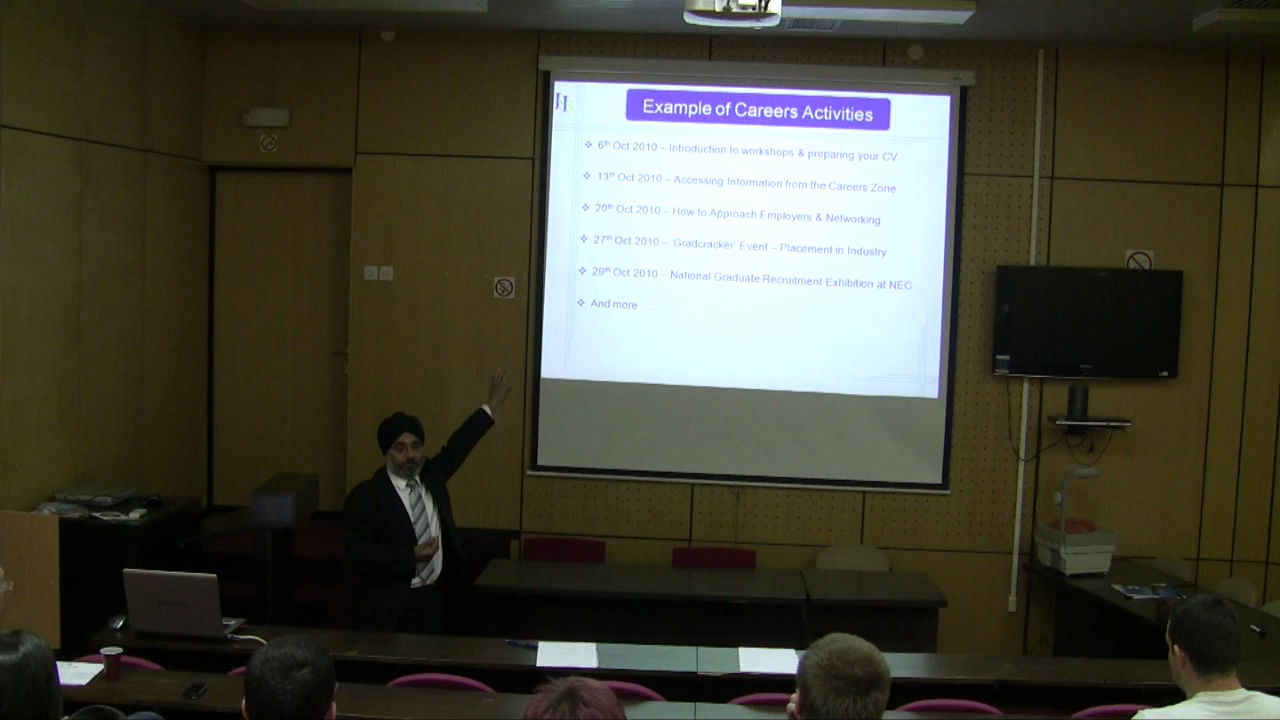 Example of Careers Activities
6th Oct 2010 – Introduction to workshops & preparing your CV
13th Oct 2010 – Accessing Information from the Careers Zone
20th Oct 2010 – How to Approach Employers & Networking
27th Oct 2010 – 'Gradcracker' Event – Placement in Industry
29th Oct 2010 - National Graduate Recruitment Exhibition at NEC
And more . . .